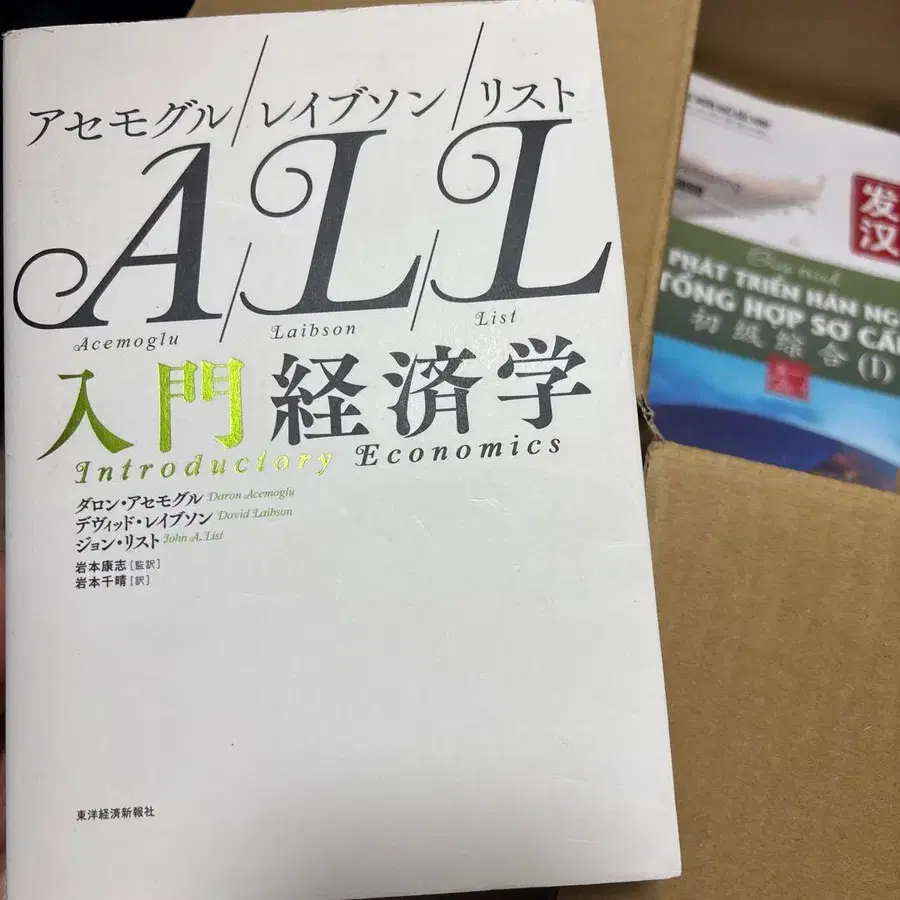 アセモグル/レイブソン/リスト
A/L/L
Acemoglu / Laibson / List
入門経済学
Introductory Economics
ダロン・アセモグル Daron Acemoglu
デヴィッド・レイブソン David Laibson
ジョン・リスト John A. List
岩本康志[監訳]
岩本千晴[訳]
東洋経済新報社
发
汉
Giáo trình
PHÁT TRIỂN HÁN NG
TỔNG HỢP SƠ CẤ
初级综合(1)